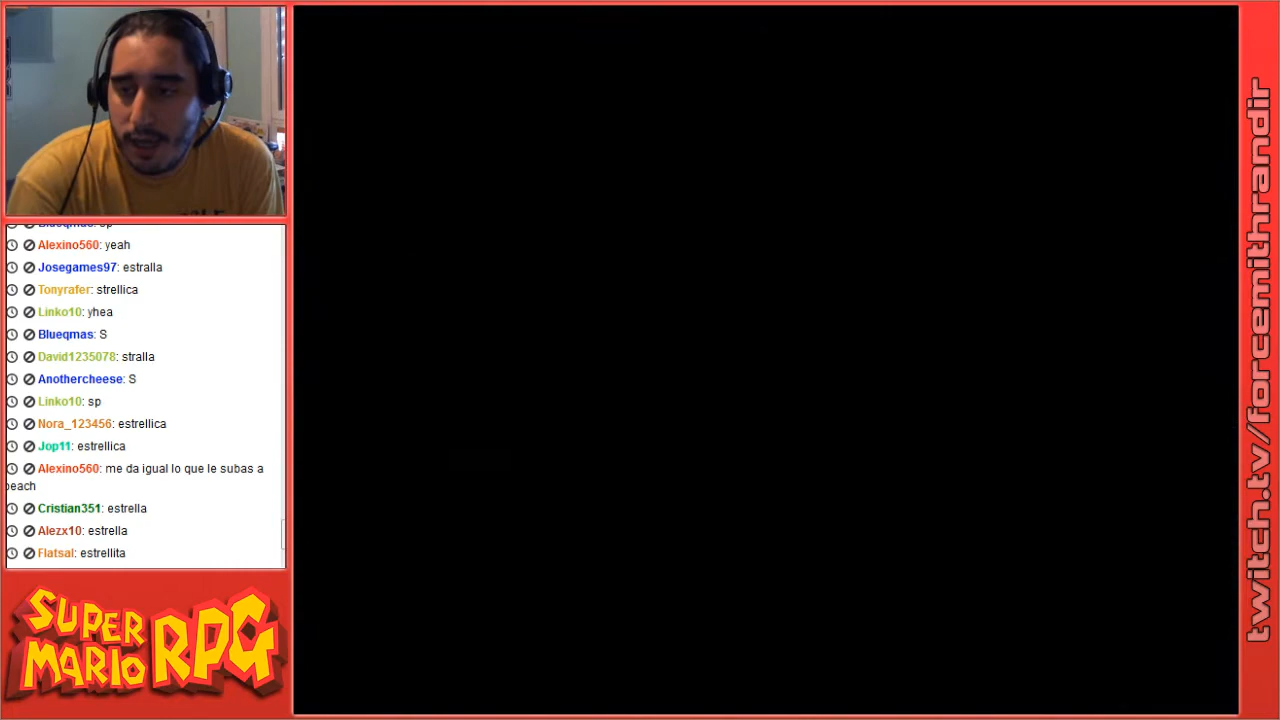 Blueqmas: sp
Alexino560: yeah
Josegames97: estralla
Tonyrafer: strellica
Linko10: yhea
Blueqmas: S
David1235078: stralla
Anothercheese: S
Linko10: sp
Nora_123456: estrellica
Jop11: estrellica
Alexino560: me da igual lo que le subas a
peach
Cristian351: estrella
Alezx10: estrella
Flatsal: estrellita
SUPER
MARIO RPG
twitch.tv/forcemithrandir